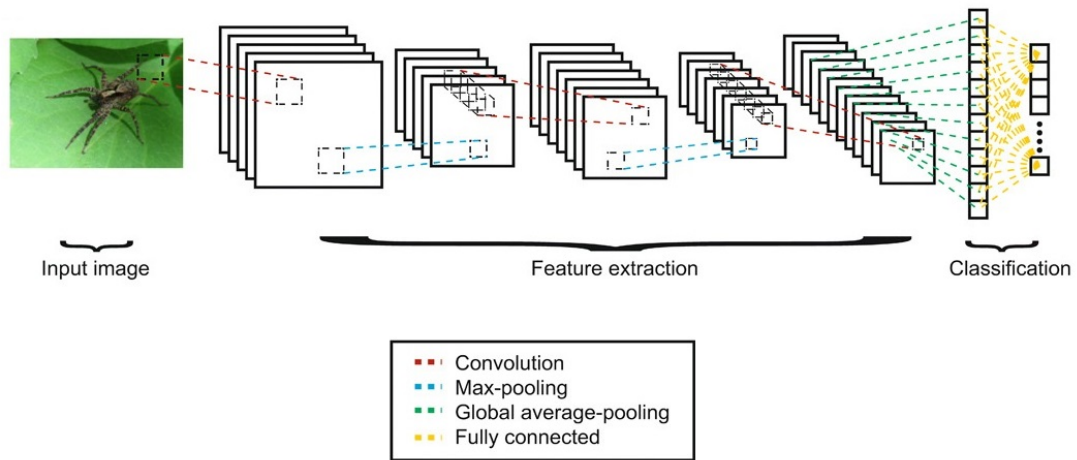 Input image
Feature extraction
Classification
Convolution
Max-pooling
Global average-pooling
Fully connected